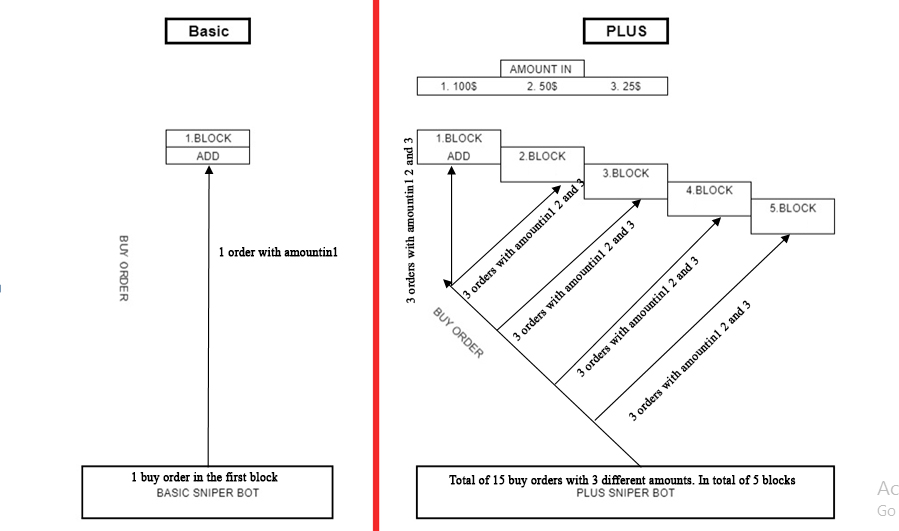 Basic
PLUS
AMOUNT IN
1. 100$ 2. 50$ 3. 25$
1.BLOCK
ADD
BUY ORDER
1 order with amountin1
1 buy order in the first block
BASIC SNIPER BOT
1.BLOCK
ADD
2.BLOCK
3.BLOCK
4.BLOCK
5.BLOCK
3 orders with amountin1 2 and 3
3 orders with amountin1 2 and 3
3 orders with amountin1 2 and 3
3 orders with amountin1 2 and 3
3 orders with amountin1 2 and 3
BUY ORDER
Total of 15 buy orders with 3 different amounts. In total of 5 blocks
PLUS SNIPER BOT
Ac
Go